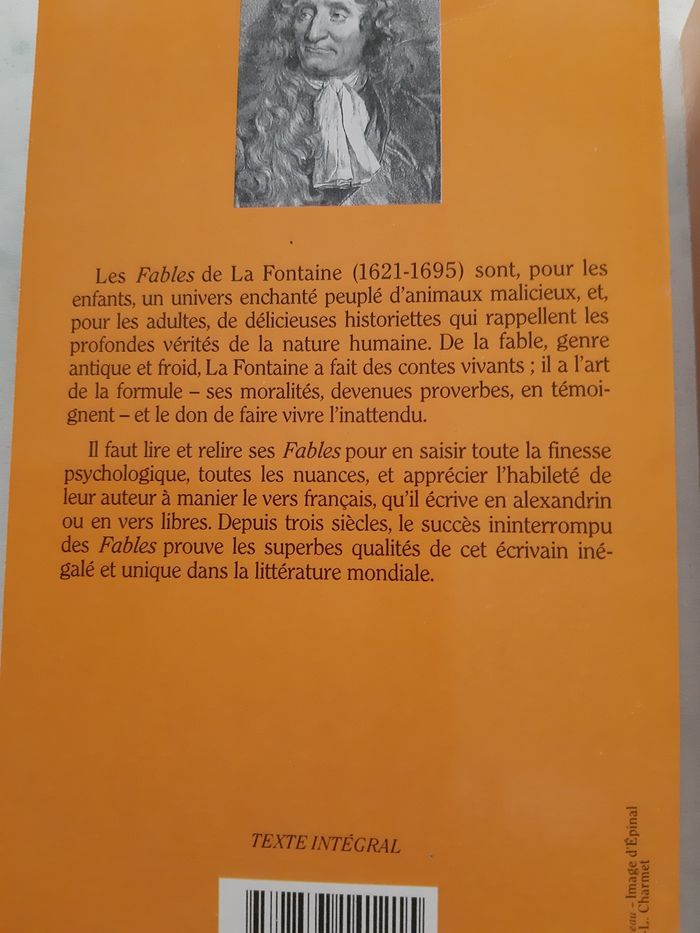 Les Fables de La Fontaine (1621-1695) sont, pour les
enfants, un univers enchanté peuplé d'animaux malicieux, et,
pour les adultes, de délicieuses historiettes qui rappellent les
profondes vérités de la nature humaine. De la fable, genre
antique et froid, La Fontaine a fait des contes vivants ; il a l'art
de la formule – ses moralités, devenues proverbes, en témoi-
gnent – et le don de faire vivre l'inattendu.
Il faut lire et relire ses Fables pour en saisir toute la finesse
psychologique, toutes les nuances, et apprécier l'habileté de
leur auteur à manier le vers français, qu'il écrive en alexandrin
ou en vers libres. Depuis trois siècles, le succès ininterrompu
des Fables prouve les superbes qualités de cet écrivain iné-
galé et unique dans la littérature mondiale.
TEXTE INTÉGRAL
– Image d'Épinal
Charmet